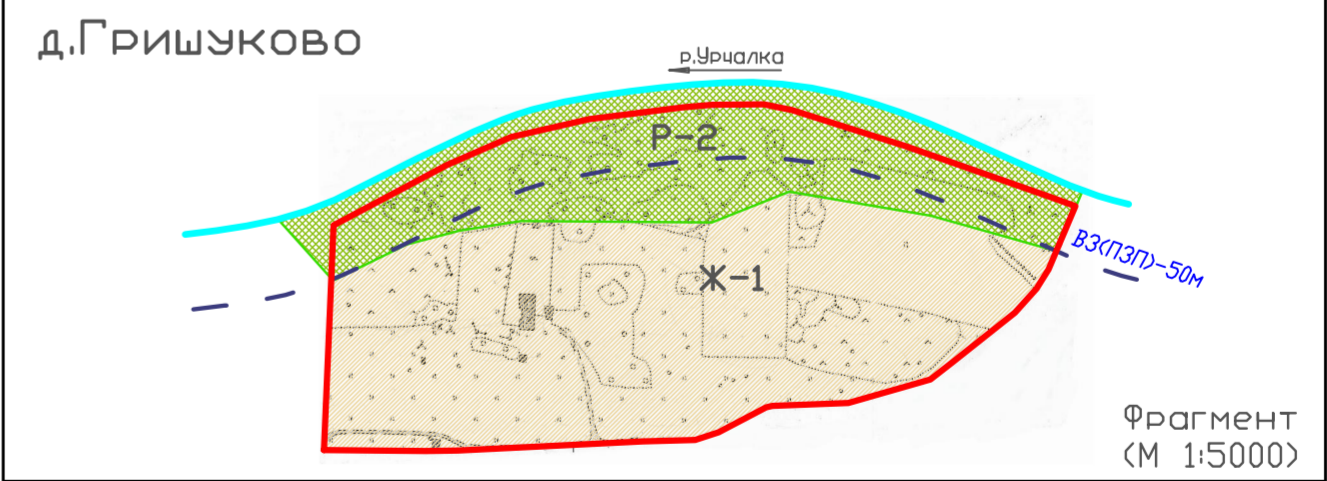 д.Гришуково
р.Урчалка
Р-2
Ж-1
ВЗ(ПЗП)-50м
Фрагмент
(М 1:5000)